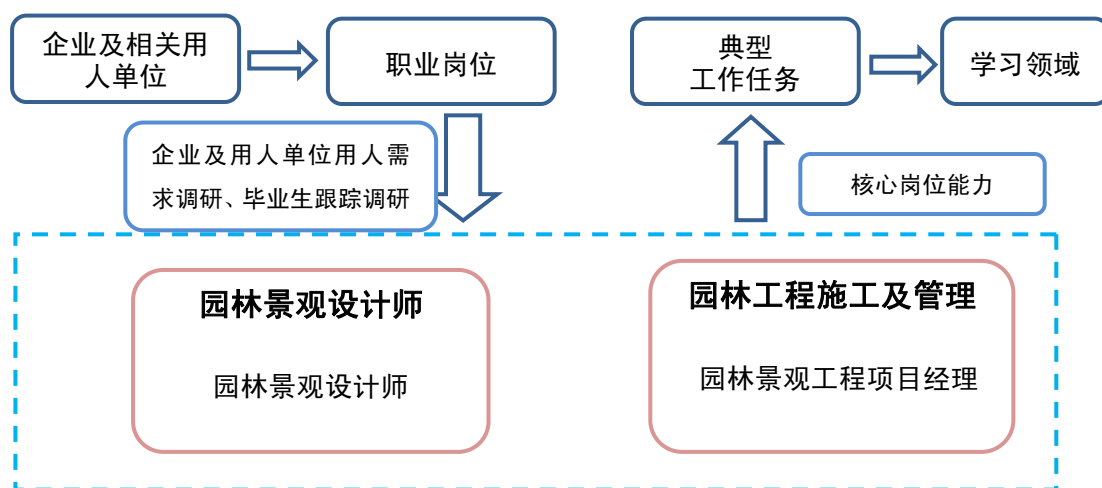 企业及相关用
人单位
职业岗位
典型
工作任务
学习领域
企业及用人单位用人需
求调研、毕业生跟踪调研
核心岗位能力
园林景观设计师
园林景观设计师
园林工程施工及管理
园林景观工程项目经理